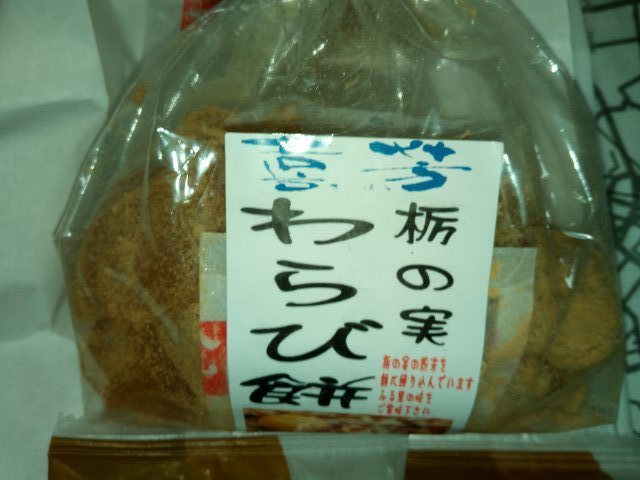 栃の実
わらび餅
栃の実の粉末を
餅に練り込んでいます
ふる里の味を
ご賞味下さい